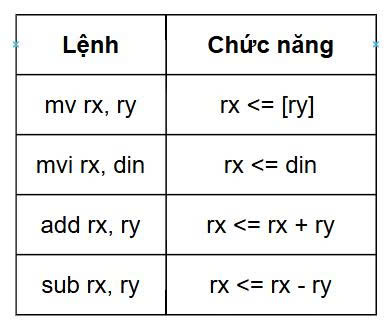 Lệnh Chức năng
mv rx, ry rx <= [ry]
mvi rx, din rx <= din
add rx, ry rx <= rx + ry
sub rx, ry rx <= rx - ry